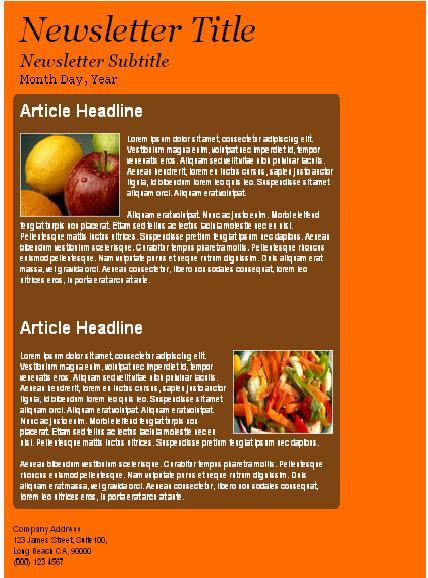 Newsletter Title
Newsletter Subtitle
Month Day, Year
Article Headline
Lorem ipsum dolor sit amet, consectetur adipiscing elit.
Vestibulum magna enim, volutpat nec imperdiet id, tempor
venenatis eros. Aliquam sed velit vitae nibh pulvinar iaculis.
Aenean hendrerit, lorem en luctus cursus, sapien justo auctor
ligula, id bibendum lorem leo quis leo. Suspendisse sit amet
aliquam orci. Aliquam erat volutpat.
Aliquam erat volutpat. Nunc ac justo enim. Morbi eleifend
feugiat turpis non placerat. Etiam sed tellus ac lectus lacinia molestie nec en nisl.
Pellentesque mattis luctus ultrices. Suspendisse pretium feugiat ipsum nec dapibus. Aenean
bibendum vestibulum scelerisque. Curabitur tempus pharetra mollis. Pellentesque rhoncus
euismod pellentesque. Nam vulputate purus et neque rutrum dignissim. Duis aliquam erat
massa, vel gravida orci. Aenean consectetur, libero non sodales consequat, lorem leo
ultrices eros, in porta erat arcu at ante.
Article Headline
Lorem ipsum dolor sit amet, consectetur adipiscing elit.
Vestibulum magna enim, volutpat nec imperdiet id, tempor
venenatis eros. Aliquam sed velit vitae nibh pulvinar iaculis.
Aenean hendrerit, lorem en luctus cursus, sapien justo auctor
ligula, id bibendum lorem leo quis leo. Suspendisse sit amet
aliquam orci. Aliquam erat volutpat. Aliquam erat volutpat.
Nunc ac justo enim. Morbi eleifend feugiat turpis non
placerat. Etiam sed tellus ac lectus lacinia molestie nec en
nisl. Pellentesque mattis luctus ultrices. Suspendisse pretium feugiat ipsum nec dapibus.
Aenean bibendum vestibulum scelerisque. Curabitur tempus pharetra mollis. Pellentesque
rhoncus euismod pellentesque. Nam vulputate purus et neque rutrum dignissim. Duis
aliquam erat massa, vel gravida orci. Aenean consectetur, libero non sodales consequat,
lorem leo ultrices eros, in porta erat arcu at ante.
Company Address
123 James Street, Suite 100,
Long Beach CA, 90000
(000) 123 4567